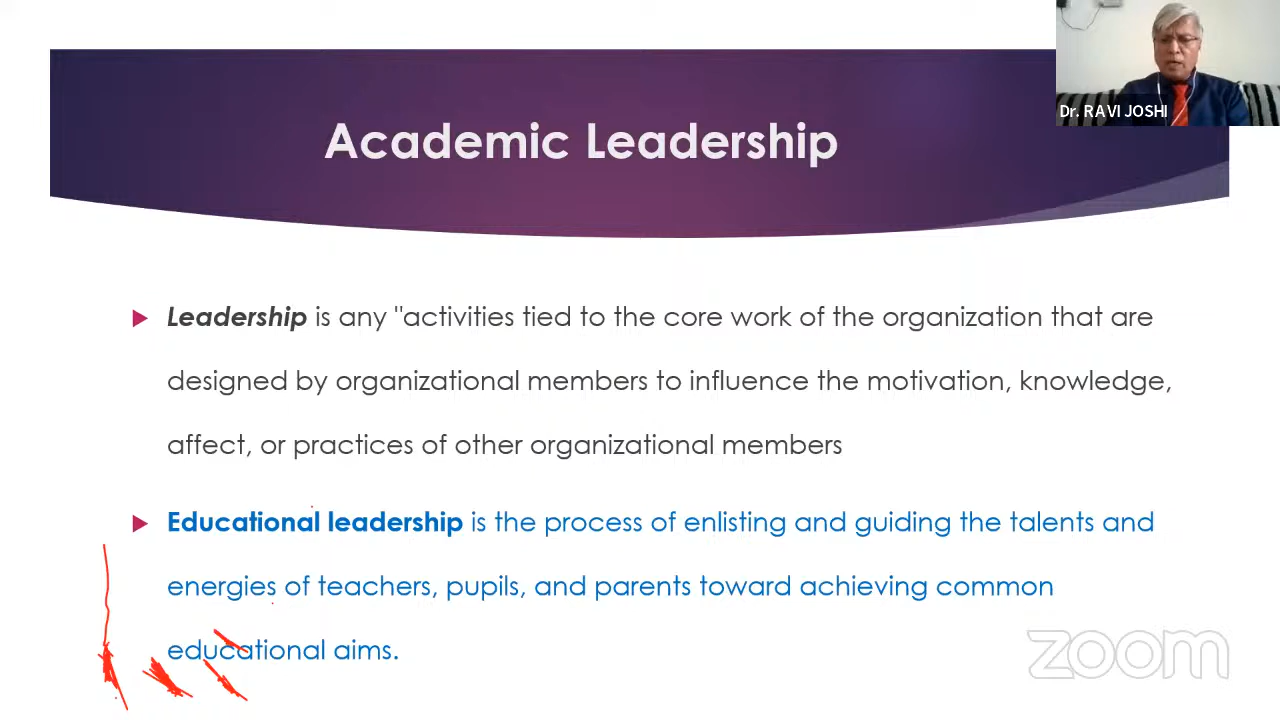 Dr. RAVI JOSHI
Academic Leadership
Leadership is any "activities tied to the core work of the organization that are
designed by organizational members to influence the motivation, knowledge,
affect, or practices of other organizational members
Educational leadership is the process of enlisting and guiding the talents and
energies of teachers, pupils, and parents toward achieving common
educational aims.
zoom